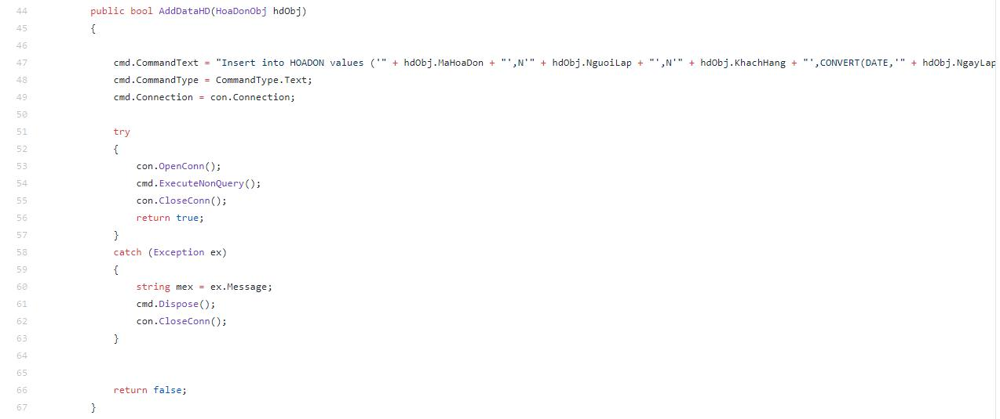 44 public bool AddDataHD(HoaDonObj hdObj)
45 {
46
47 cmd.CommandText = "Insert into HOADON values ('" + hdObj.MaHoaDon + "',N'" + hdObj.NguoiLap + "',N'" + hdObj.KhachHang + "',CONVERT(DATE,'" + hdObj.NgayLap
48 cmd.CommandType = CommandType.Text;
49 cmd.Connection = con.Connection;
50
51 try
52 {
53 con.OpenConn();
54 cmd.ExecuteNonQuery();
55 con.CloseConn();
56 return true;
57 }
58 catch (Exception ex)
59 {
60 string mex = ex.Message;
61 cmd.Dispose();
62 con.CloseConn();
63 }
64
65
66 return false;
67 }